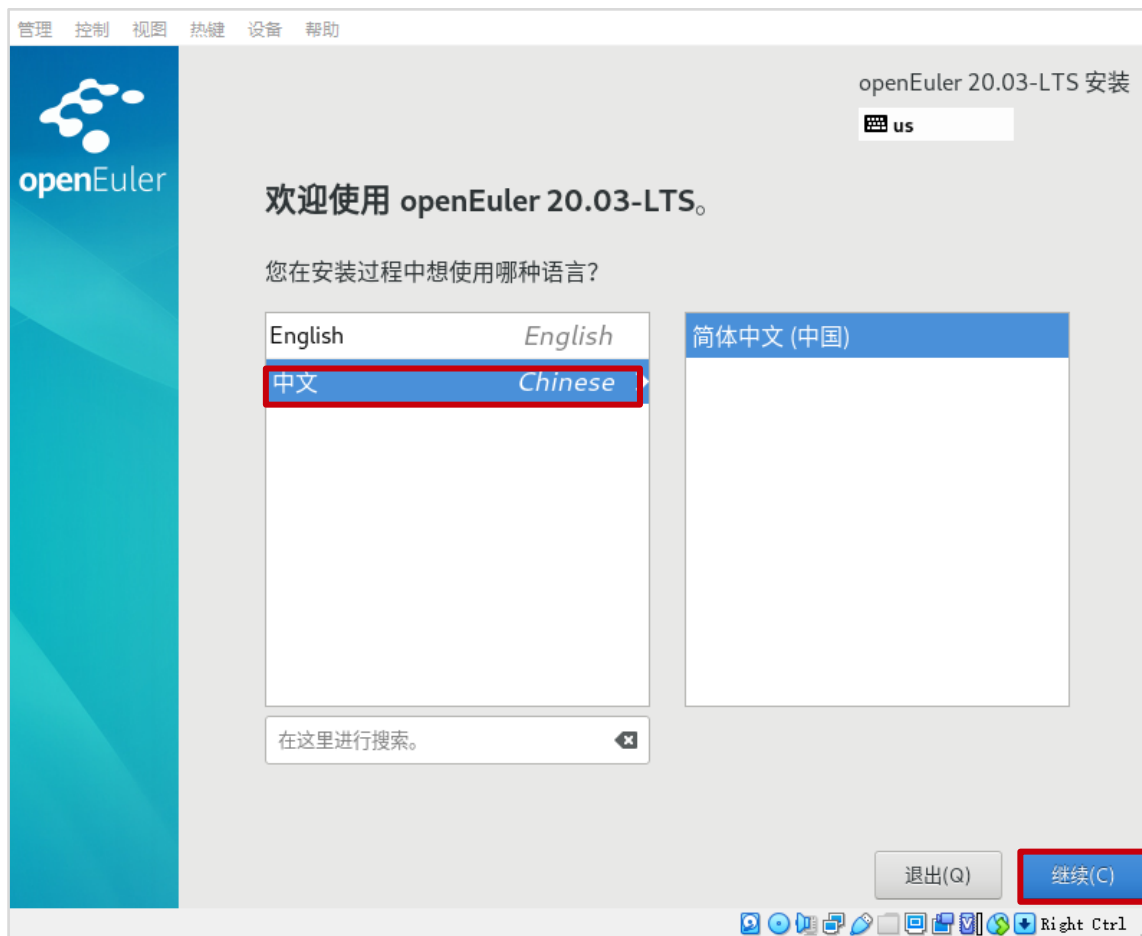 管理 控制 视图 热键 设备 帮助
openEuler
openEuler 20.03-LTS 安装
us
欢迎使用 openEuler 20.03-LTS。
您在安装过程中想使用哪种语言？
English English
中文 Chinese
简体中文 (中国)
在这里进行搜索。
退出(Q) 继续(C)
Right Ctrl